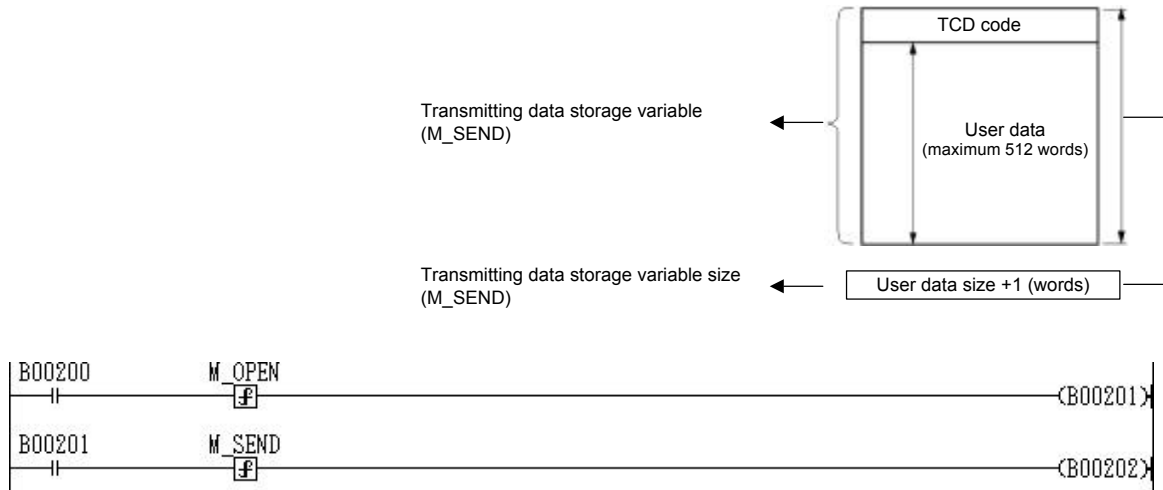 TCD code
Transmitting data storage variable
(M_SEND)
User data
(maximum 512 words)
Transmitting data storage variable size
(M_SEND)
User data size +1 (words)
B00200 M_OPEN
(B00201)
B00201 M_SEND
(B00202)